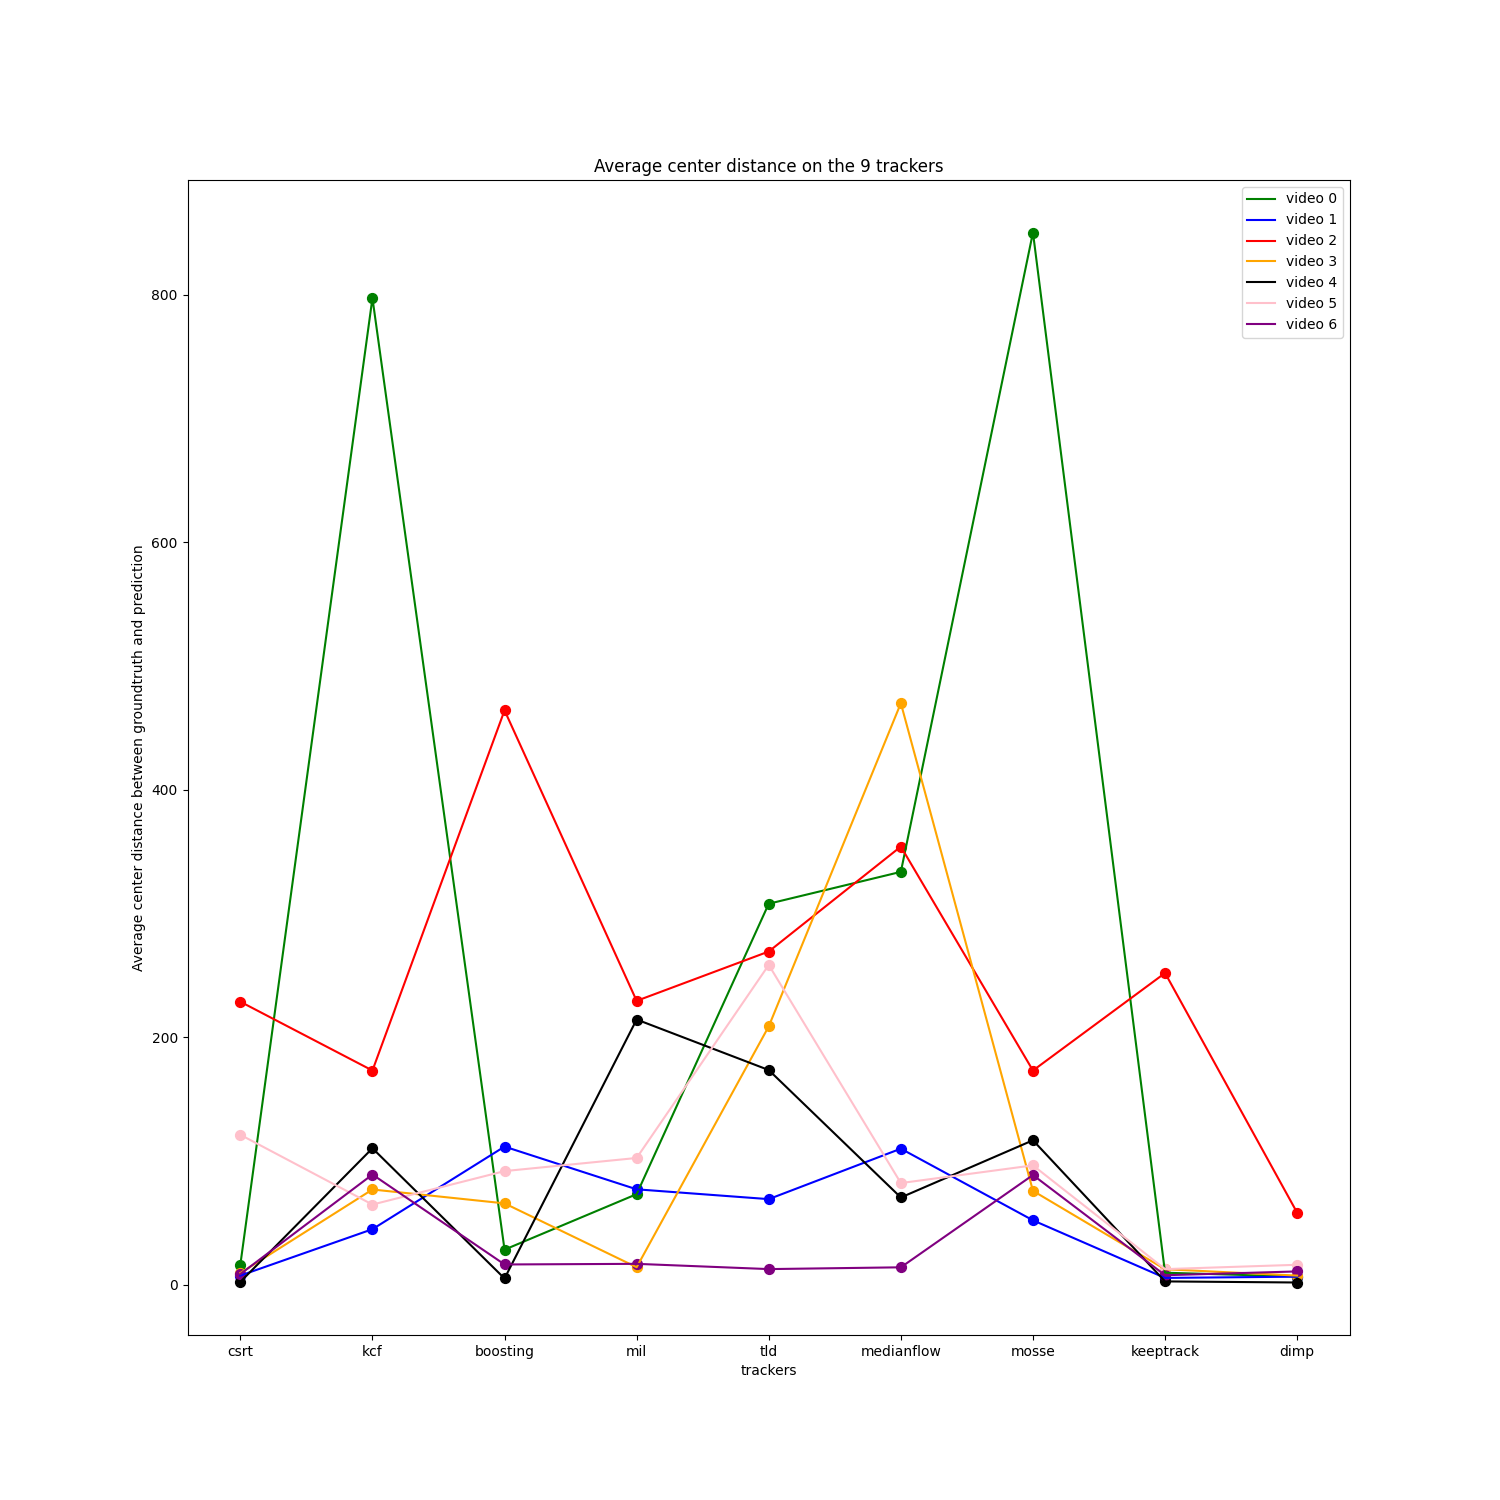 Average center distance on the 9 trackers
video 0
video 1
video 2
video 3
video 4
video 5
video 6
800
600
400
200
0
Average center distance between groundtruth and prediction
csrt kcf boosting mil tld medianflow mosse keeptrack dimp
trackers